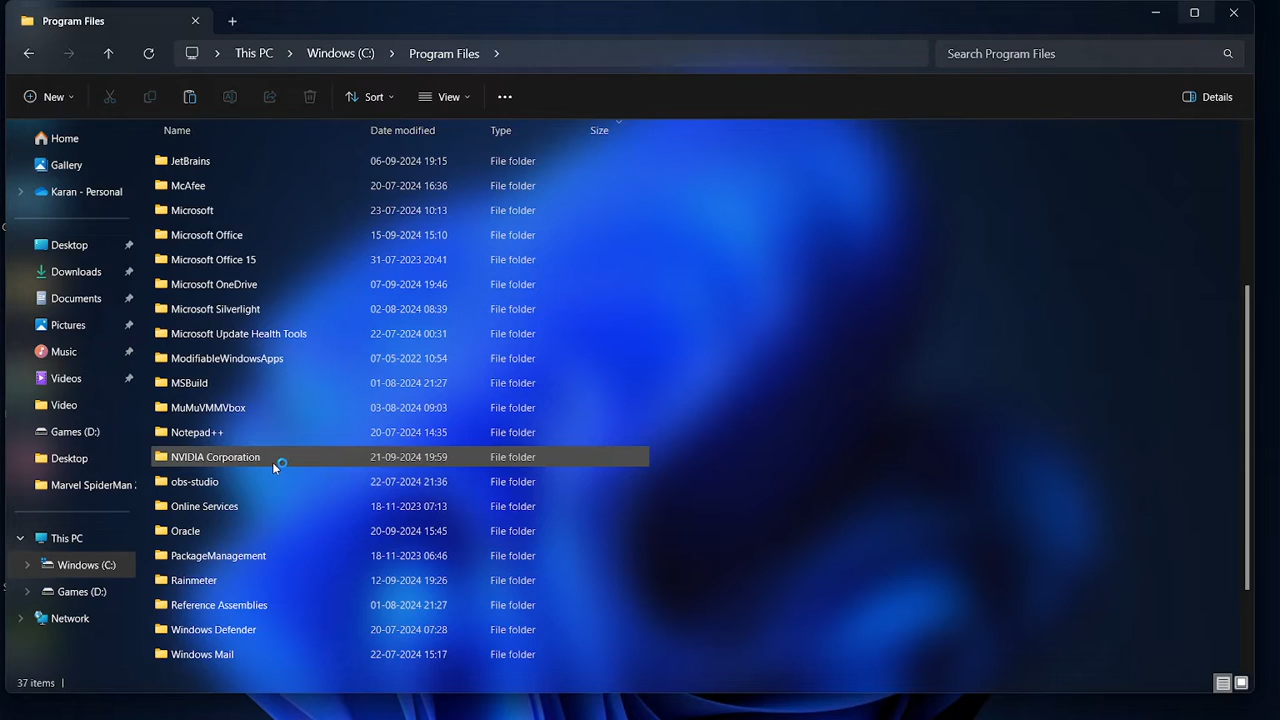 Program Files
This PC Windows (C:) Program Files
Search Program Files
New Sort View Details
Name Date modified Type Size
Home
Gallery
Karan - Personal
Desktop
Downloads
Documents
Pictures
Music
Videos
Video
Games (D:)
Desktop
Marvel SpiderMan
This PC
Windows (C:)
Games (D:)
Network
JetBrains 06-09-2024 19:15 File folder
McAfee 20-07-2024 16:36 File folder
Microsoft 23-07-2024 10:13 File folder
Microsoft Office 15-09-2024 15:10 File folder
Microsoft Office 15 31-07-2023 20:41 File folder
Microsoft OneDrive 07-09-2024 19:46 File folder
Microsoft Silverlight 02-08-2024 08:39 File folder
Microsoft Update Health Tools 22-07-2024 00:31 File folder
ModifiableWindowsApps 07-05-2022 10:54 File folder
MSBuild 01-08-2024 21:27 File folder
MuMuVMMVbox 03-08-2024 09:03 File folder
Notepad++ 20-07-2024 14:35 File folder
NVIDIA Corporation 21-09-2024 19:59 File folder
obs-studio 22-07-2024 21:36 File folder
Online Services 18-11-2023 07:13 File folder
Oracle 20-09-2024 15:45 File folder
PackageManagement 18-11-2023 06:46 File folder
Rainmeter 12-09-2024 19:26 File folder
Reference Assemblies 01-08-2024 21:27 File folder
Windows Defender 20-07-2024 07:28 File folder
Windows Mail 22-07-2024 15:17 File folder
37 items